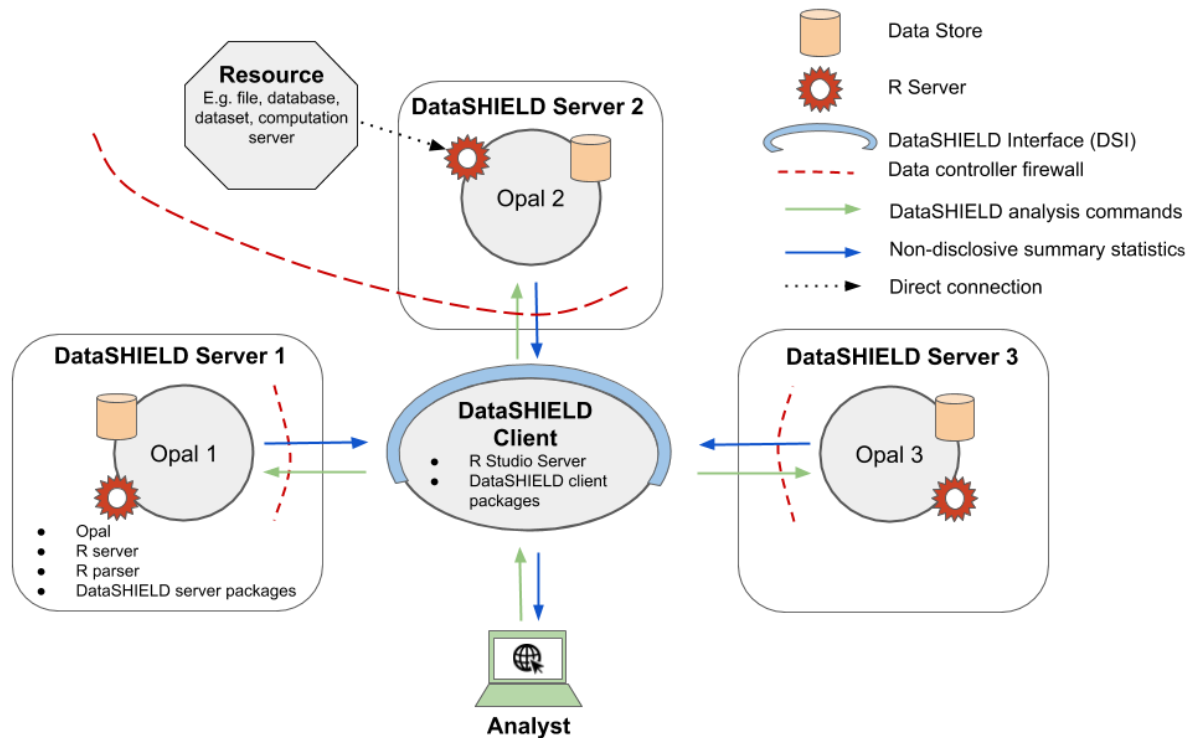 Resource
E.g. file, database,
dataset, computation
server
DataSHIELD Server 2
Opal 2
Data Store
R Server
DataSHIELD Interface (DSI)
Data controller firewall
DataSHIELD analysis commands
Non-disclosive summary statistics
Direct connection
DataSHIELD Server 1
Opal 1
● Opal
● R server
● R parser
● DataSHIELD server packages
DataSHIELD
Client
● R Studio Server
● DataSHIELD client
packages
DataSHIELD Server 3
Opal 3
Analyst